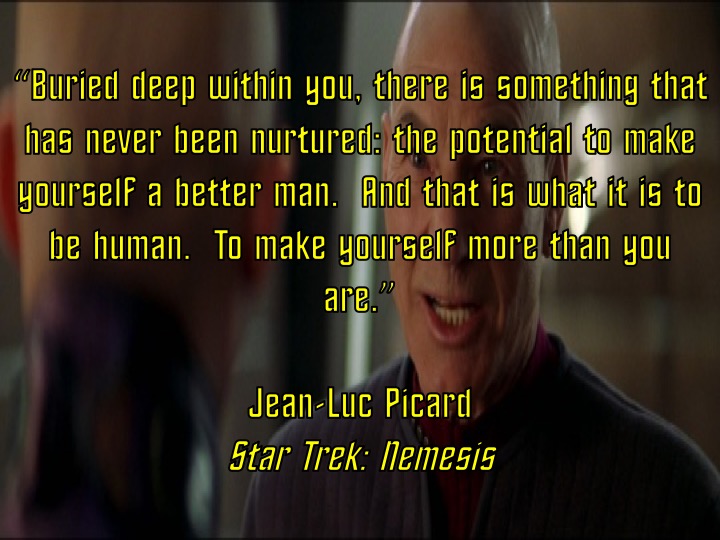 “Buried deep within you, there is something that
has never been nurtured: the potential to make
yourself a better man. And that is what it is to
be human. To make yourself more than you
are.”
Jean-Luc Picard
Star Trek: Nemesis